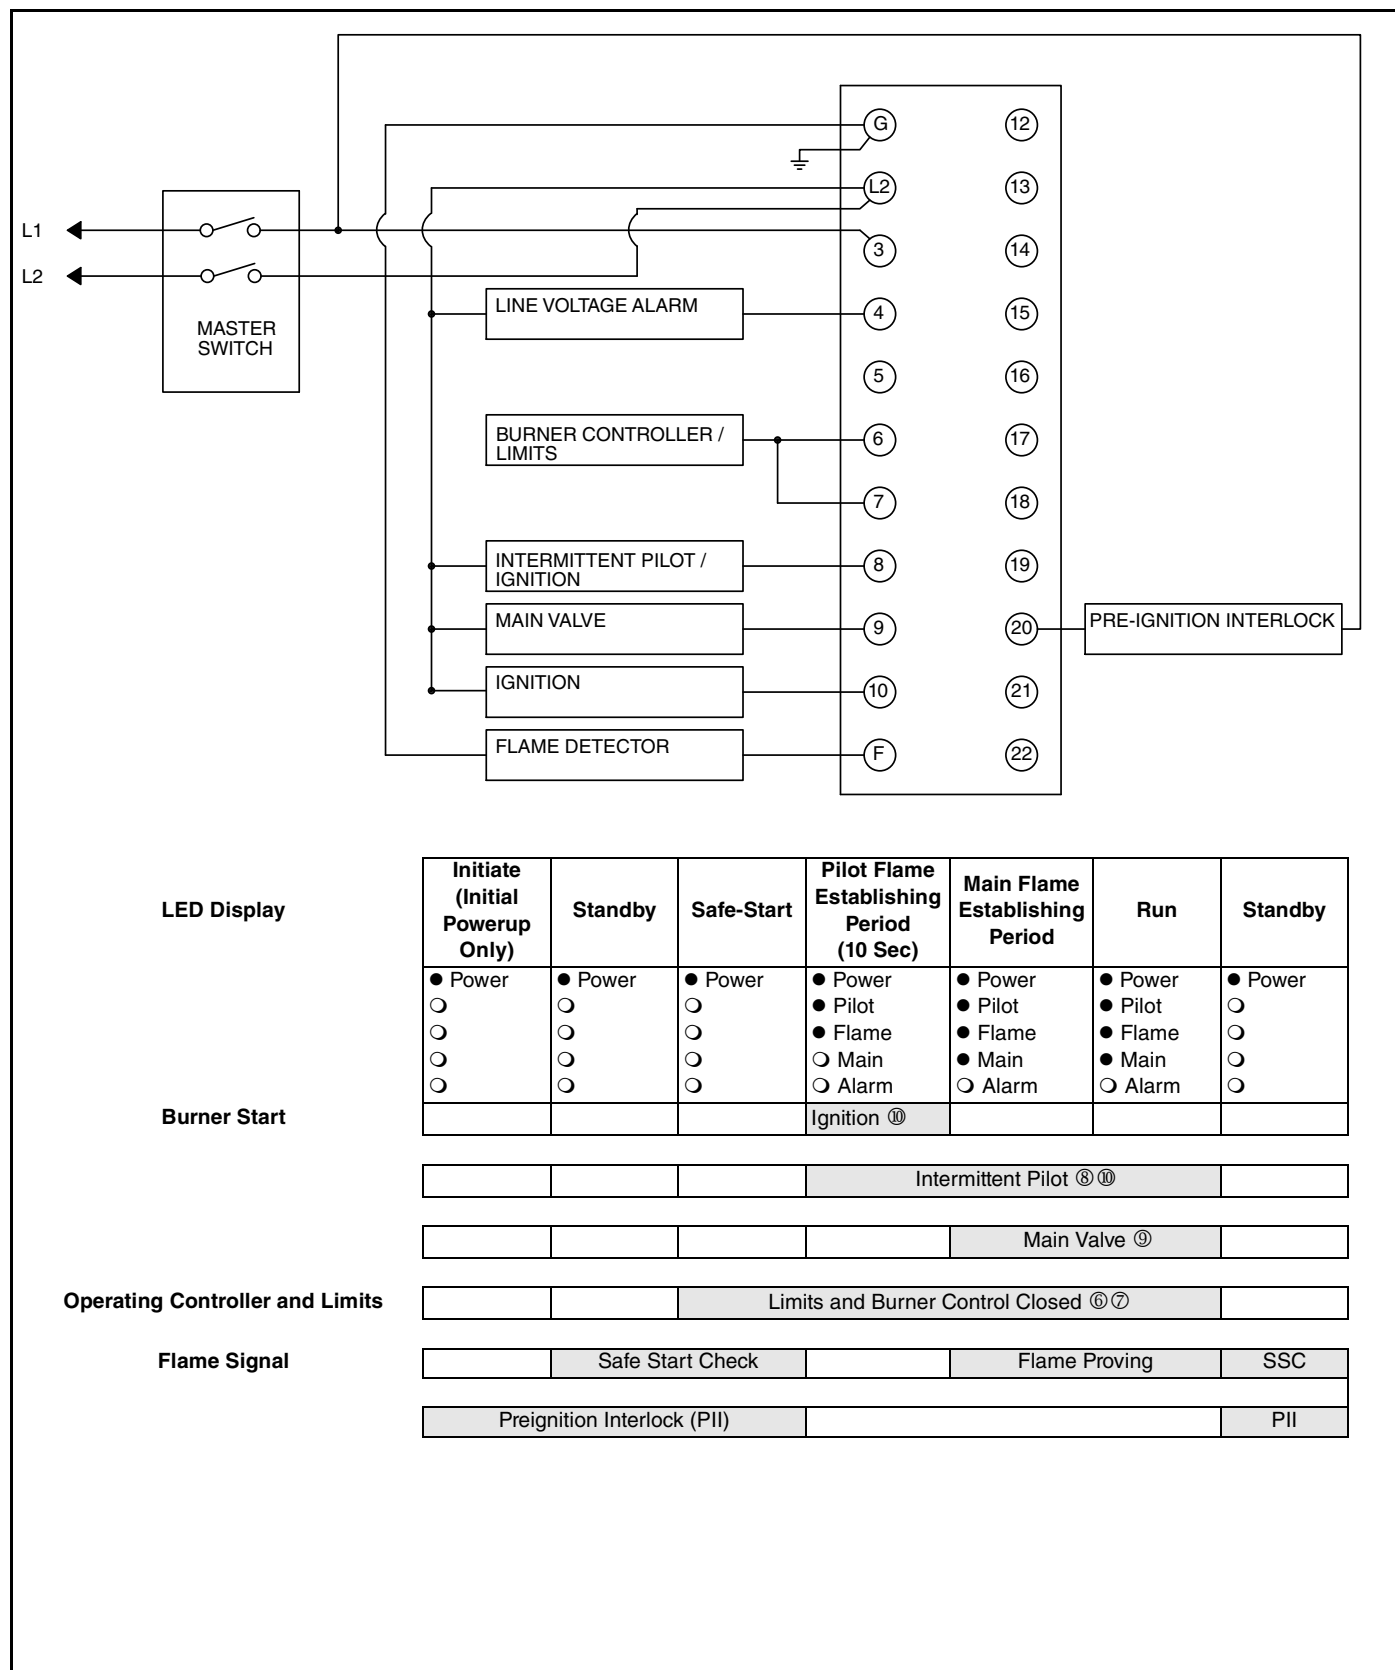 G 12
L2 13
L1
3 14
L2
LINE VOLTAGE ALARM 4 15
MASTER
SWITCH
5 16
BURNER CONTROLLER /
LIMITS
6 17
7 18
INTERMITTENT PILOT /
IGNITION
8 19
MAIN VALVE 9 20 PRE-IGNITION INTERLOCK
IGNITION 10 21
FLAME DETECTOR F 22
LED Display
Initiate
(Initial
Powerup
Only)
Standby
Safe-Start
Pilot Flame
Establishing
Period
(10 Sec)
Main Flame
Establishing
Period
Run
Standby
● Power ● Power ● Power ● Power ● Power ● Power ● Power
❍ ❍ ❍ ● Pilot ● Pilot ● Pilot ❍
❍ ❍ ❍ ● Flame ● Flame ● Flame ❍
❍ ❍ ❍ ❍ Main ● Main ● Main ❍
❍ ❍ ❍ ❍ Alarm ❍ Alarm ❍ Alarm ❍
Burner Start Ignition ⑩
Intermittent Pilot ⑧⑩
Main Valve ⑨
Operating Controller and Limits Limits and Burner Control Closed ⑥⑦
Flame Signal Safe Start Check Flame Proving SSC
Preignition Interlock (PII) PII